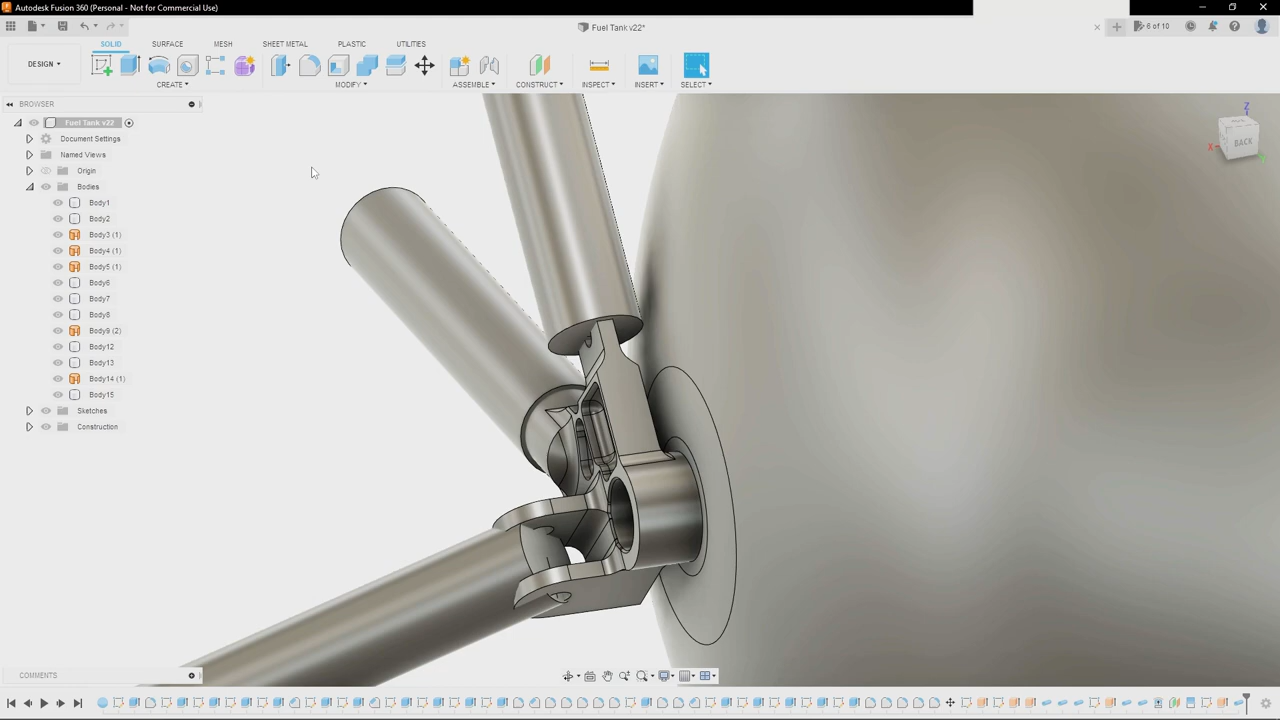 Autodesk Fusion 360 (Personal - Not for Commercial Use)
Fuel Tank v22*
6 of 10
DESIGN
SOLID SURFACE MESH SHEET METAL PLASTIC UTILITIES
CREATE MODIFY ASSEMBLE CONSTRUCT INSPECT INSERT SELECT
BROWSER
Fuel Tank v22
Document Settings
Named Views
Origin
Bodies
Body1
Body2
Body3 (1)
Body4 (1)
Body5 (1)
Body6
Body7
Body8
Body9 (2)
Body12
Body13
Body14 (1)
Body15
Sketches
Construction
Z
X
BACK
Y
COMMENTS